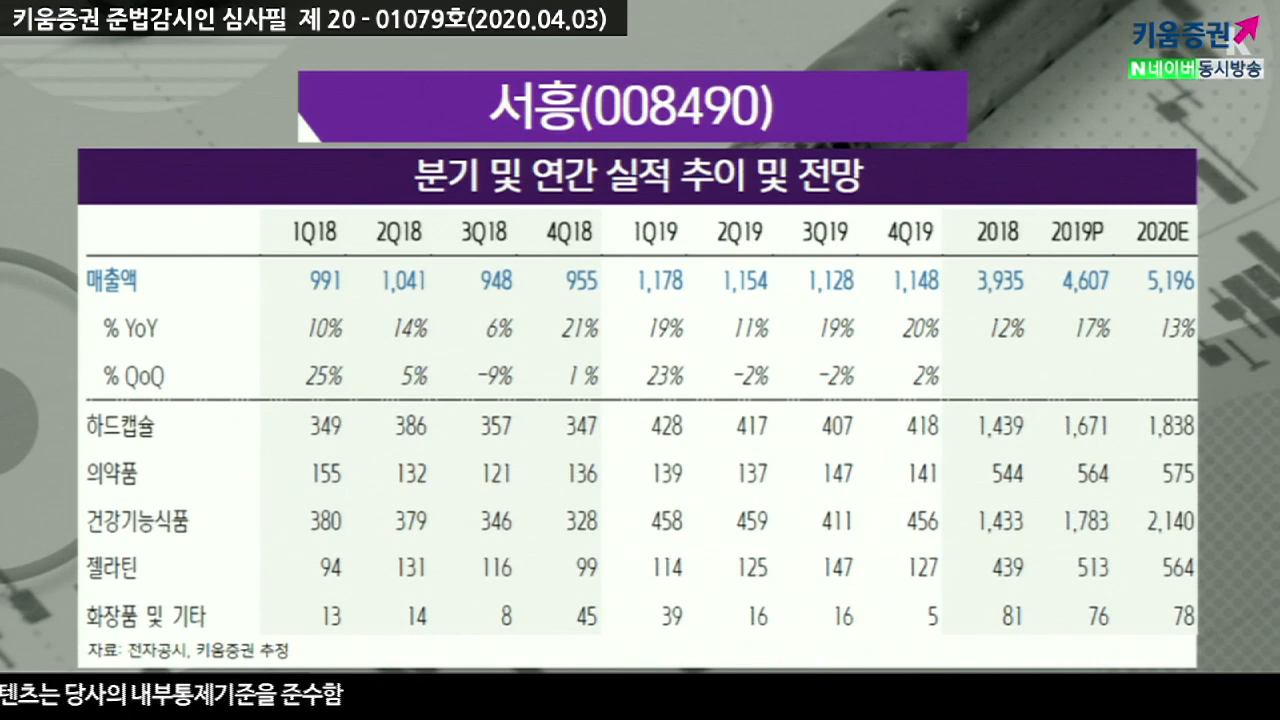 키움증권 준법감시인 심사필 제 20 - 01079호(2020.04.03)
키움증권
N 네이버 동시방송
서흥(008490)
분기 및 연간 실적 추이 및 전망
1Q18 2Q18 3Q18 4Q18 1Q19 2Q19 3Q19 4Q19 2018 2019P 2020E
매출액 991 1,041 948 955 1,178 1,154 1,128 1,148 3,935 4,607 5,196
% YoY 10% 14% 6% 21% 19% 11% 19% 20% 12% 17% 13%
% QoQ 25% 5% -9% 1 % 23% -2% -2% 2%
하드캡슐 349 386 357 347 428 417 407 418 1,439 1,671 1,838
의약품 155 132 121 136 139 137 147 141 544 564 575
건강기능식품 380 379 346 328 458 459 411 456 1,433 1,783 2,140
젤라틴 94 131 116 99 114 125 147 127 439 513 564
화장품 및 기타 13 14 8 45 39 16 16 5 81 76 78
자료: 전자공시, 키움증권 추정
텐츠는 당사의 내부통제기준을 준수함